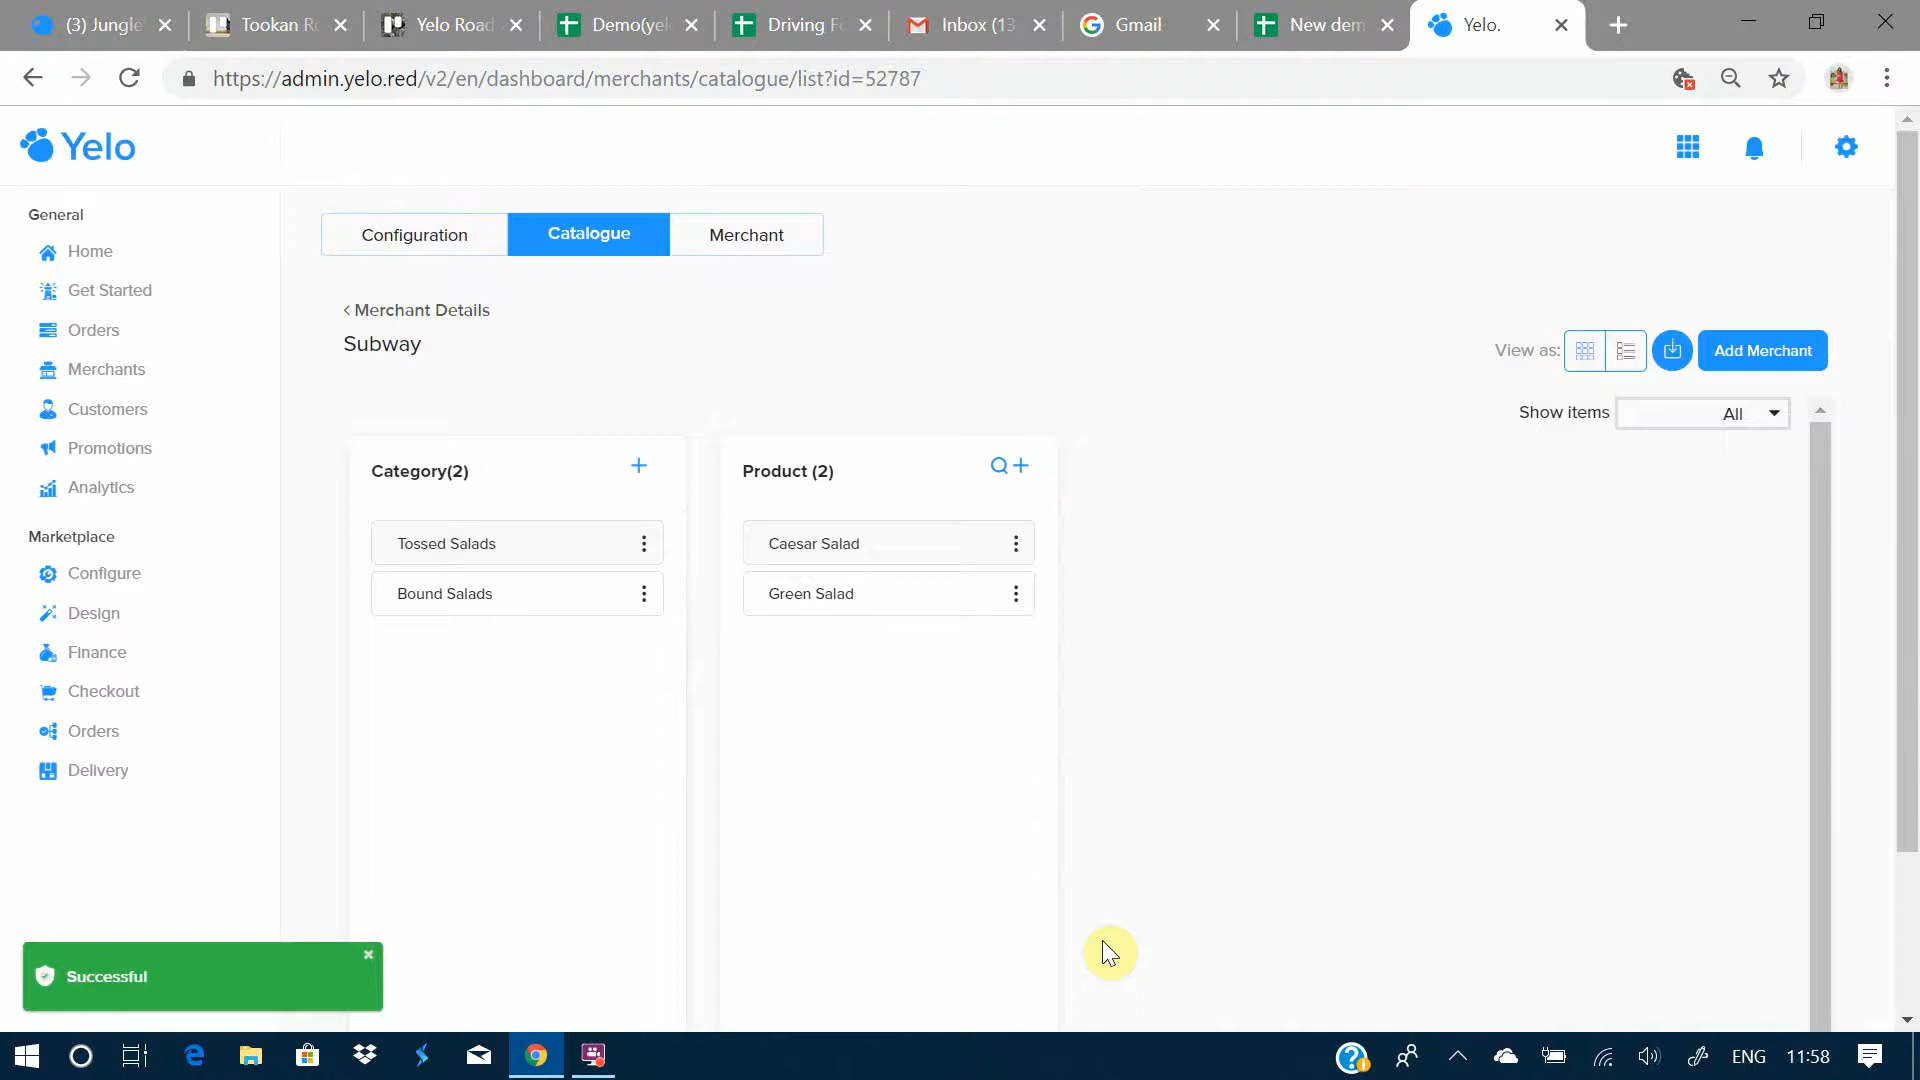 (3) Jungle
Tookan Ro
Yelo Road
Demo(yel
Driving Fo
Inbox (13
Gmail
New dem
Yelo.
https://admin.yelo.red/v2/en/dashboard/merchants/catalogue/list?id=52787
Yelo
General
Home
Get Started
Orders
Merchants
Customers
Promotions
Analytics
Marketplace
Configure
Design
Finance
Checkout
Orders
Delivery
Configuration
Catalogue
Merchant
< Merchant Details
Subway
View as:
Add Merchant
Show items
All
Category(2)
Tossed Salads
Bound Salads
Product (2)
Caesar Salad
Green Salad
Successful
ENG
11:58